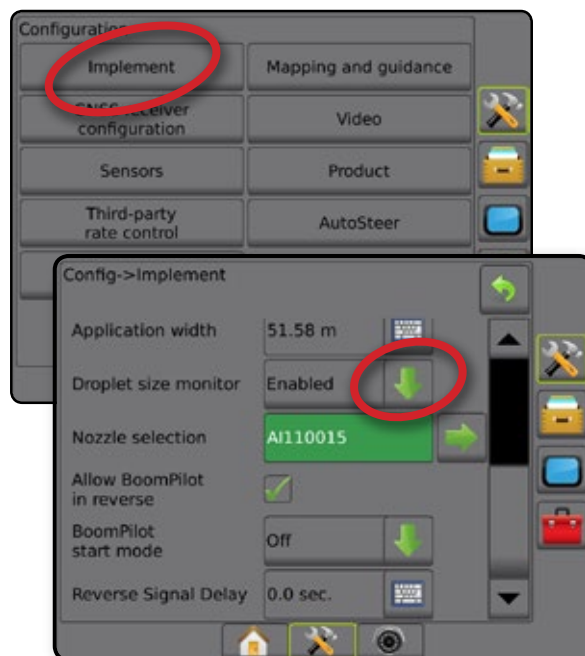 Configuration
Implement
Mapping and guidance
GNSS receiver
configuration
Video
Sensors
Product
Third-party
rate control
AutoSteer
Config->Implement
Application width
51.58 m
Droplet size monitor
Enabled
Nozzle selection
AI110015
Allow BoomPilot
in reverse
BoomPilot
start mode
Off
Reverse Signal Delay
0.0 sec.